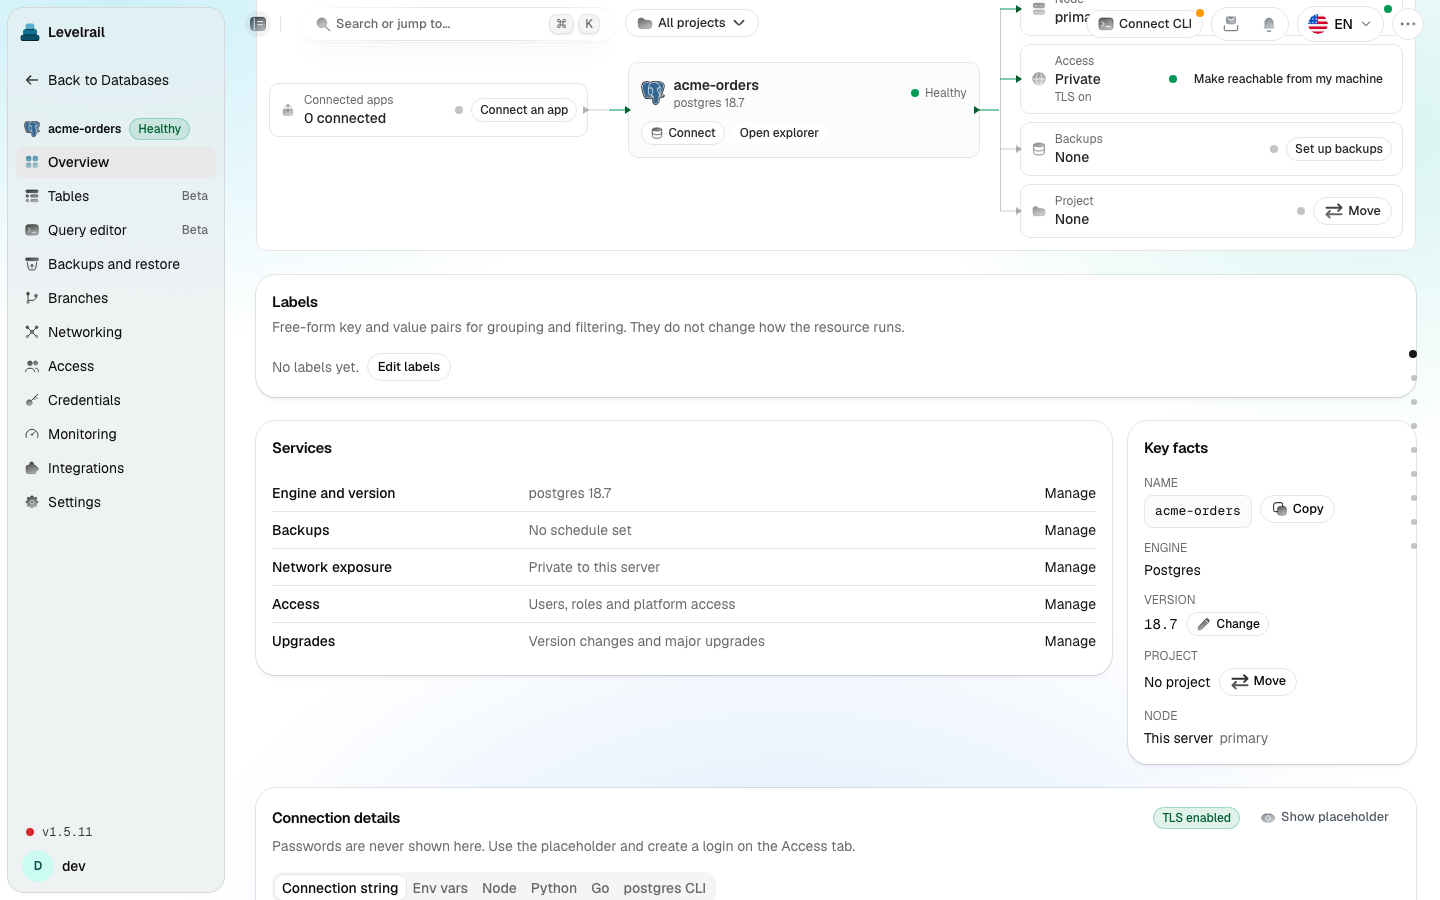 Levelrail
Back to Databases
acme-orders Healthy
Overview
Tables Beta
Query editor Beta
Backups and restore
Branches
Networking
Access
Credentials
Monitoring
Integrations
Settings
v1.5.11
D dev
Search or jump to... ⌘ K
All projects
Connect CLI
EN
Connected apps
0 connected
Connect an app
acme-orders
postgres 18.7
Healthy
Connect
Open explorer
Node
Access
Private
TLS on
Make reachable from my machine
Backups
None
Set up backups
Project
None
Move
Labels
Free-form key and value pairs for grouping and filtering. They do not change how the resource runs.
No labels yet. Edit labels
Services
Engine and version postgres 18.7 Manage
Backups No schedule set Manage
Network exposure Private to this server Manage
Access Users, roles and platform access Manage
Upgrades Version changes and major upgrades Manage
Key facts
NAME
acme-orders Copy
ENGINE
Postgres
VERSION
18.7 Change
PROJECT
No project Move
NODE
This server primary
Connection details
TLS enabled
Show placeholder
Passwords are never shown here. Use the placeholder and create a login on the Access tab.
Connection string Env vars Node Python Go postgres CLI